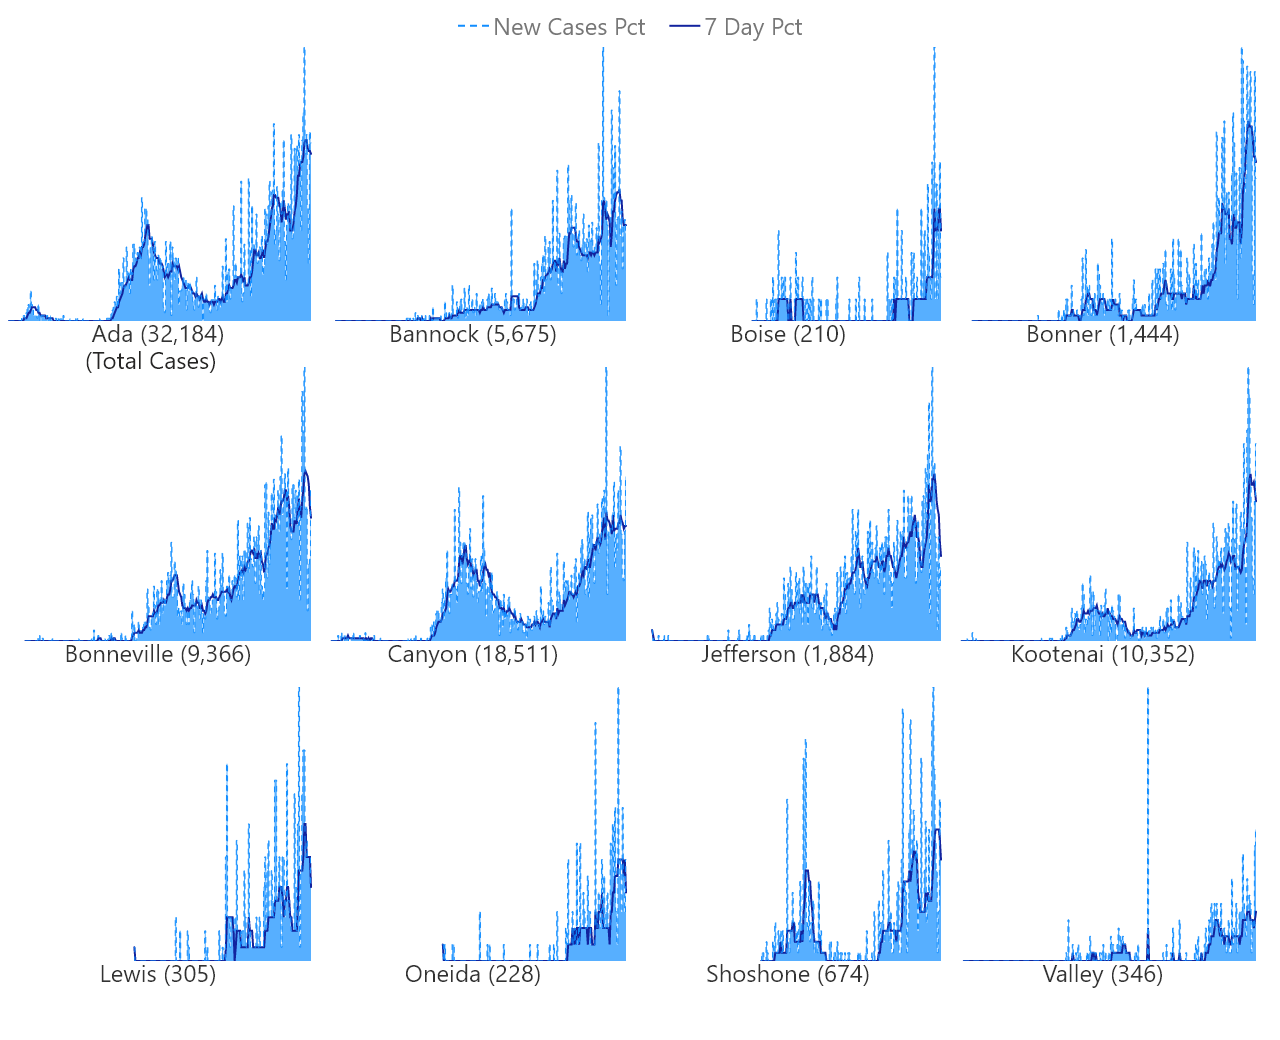 New Cases Pct 7 Day Pct
Ada (32,184) Bannock (5,675) Boise (210) Bonner (1,444)
(Total Cases)
Bonneville (9,366) Canyon (18,511) Jefferson (1,884) Kootenai (10,352)
Lewis (305) Oneida (228) Shoshone (674) Valley (346)